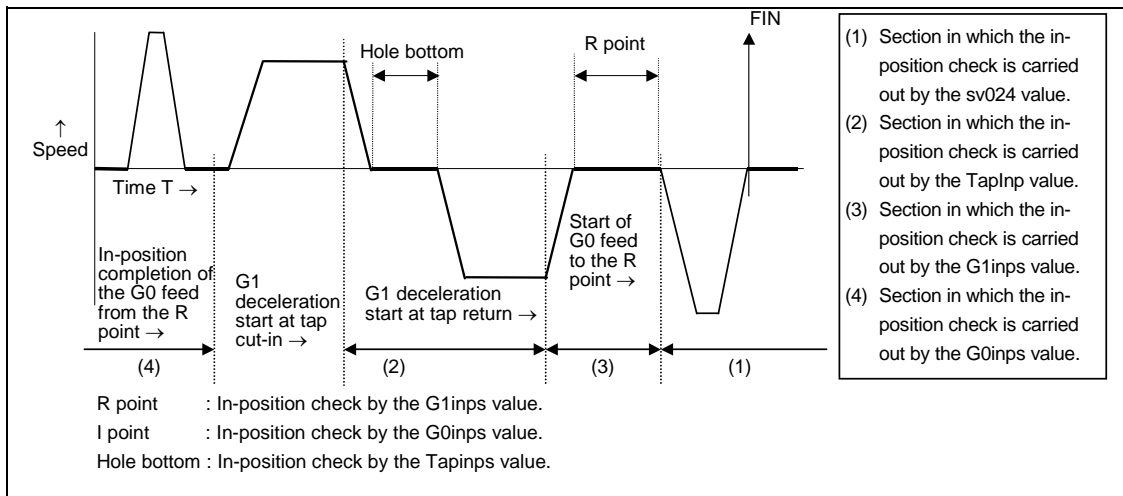 FIN
Hole bottom
R point
↑
Speed
Time T →
In-position
completion of
the G0 feed
from the R
point →
G1
deceleration
start at tap
cut-in →
G1 deceleration
start at tap return →
Start of
G0 feed
to the R
point →
(4)
(2)
(3)
(1)
R point : In-position check by the G1inps value.
I point : In-position check by the G0inps value.
Hole bottom : In-position check by the Tapinps value.
(1) Section in which the in-
position check is carried
out by the sv024 value.
(2) Section in which the in-
position check is carried
out by the TapInp value.
(3) Section in which the in-
position check is carried
out by the G1inps value.
(4) Section in which the in-
position check is carried
out by the G0inps value.